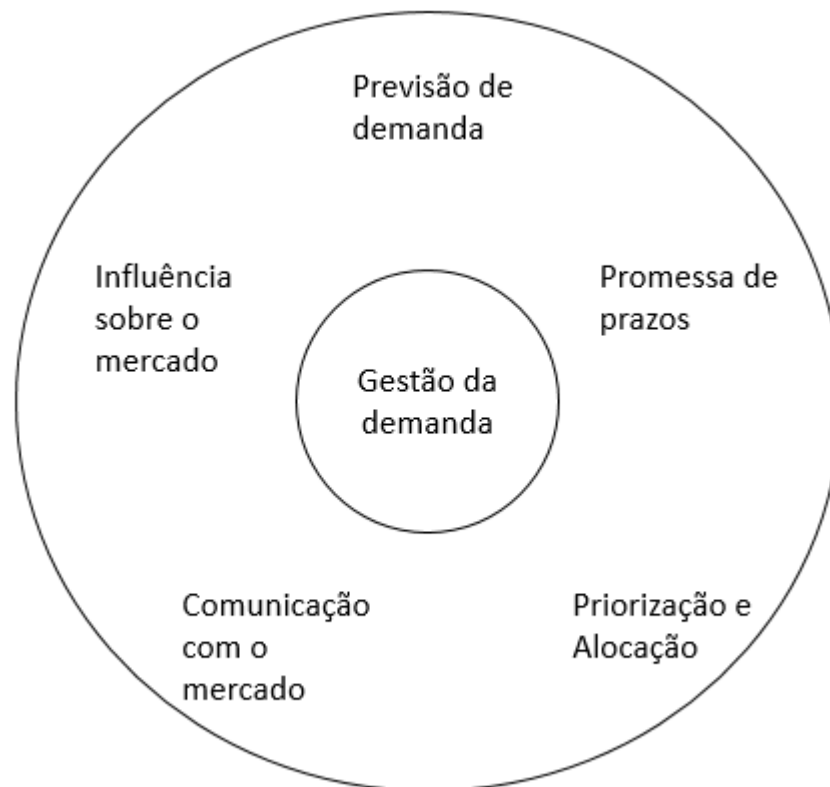 Previsão de
demanda
Influência
sobre o
mercado
Promessa de
prazos
Gestão da
demanda
Comunicação
com o
mercado
Priorização e
Alocação